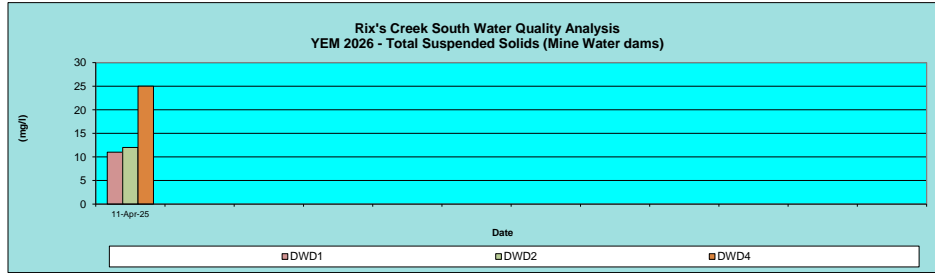 Rix's Creek South Water Quality Analysis
YEM 2026 - Total Suspended Solids (Mine Water dams)
(mg/l)
30
25
20
15
10
5
0
11-Apr-25
Date
DWD1 DWD2 DWD4